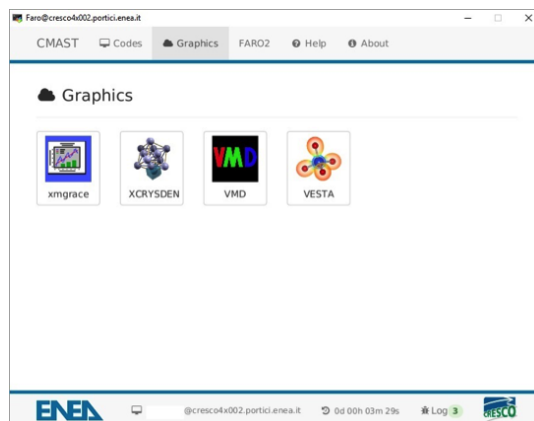 Faro@cresco4x002.portici.enea.it
CMAST Codes Graphics FARO2 Help About
Graphics
xmgrace XCRYSDEN VMD VESTA
VMD
ENEA @cresco4x002.portici.enea.it 0d 00h 03m 29s Log 3 CRESCO